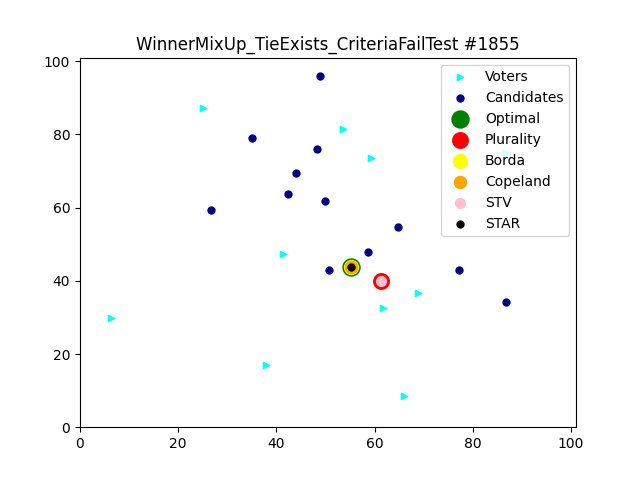 WinnerMixUp_TieExists_CriteriaFailTest #1855
100
80
60
40
20
0
0
20
40
60
80
100
Voters
Candidates
Optimal
Plurality
Borda
Copeland
STV
STAR